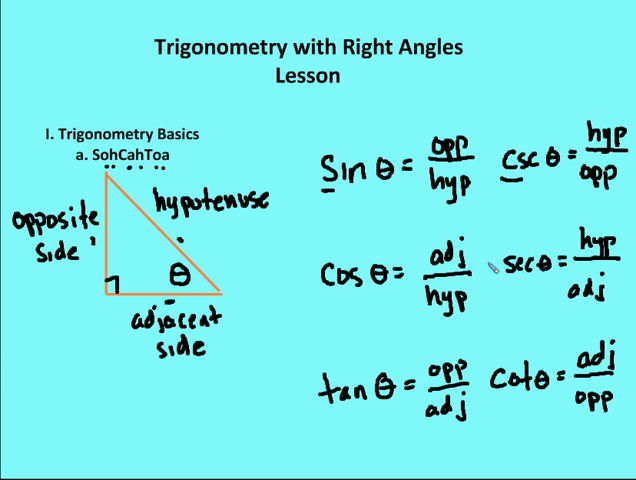 Trigonometry with Right Angles
Lesson
I. Trigonometry Basics
a. SohCahToa
opposite
side
hypotenuse
θ
adjacent
side
Sin θ = opp/hyp
csc θ = hyp/opp
cos θ = adj/hyp
sec θ = hyp/adj
tan θ = opp/adj
cot θ = adj/opp